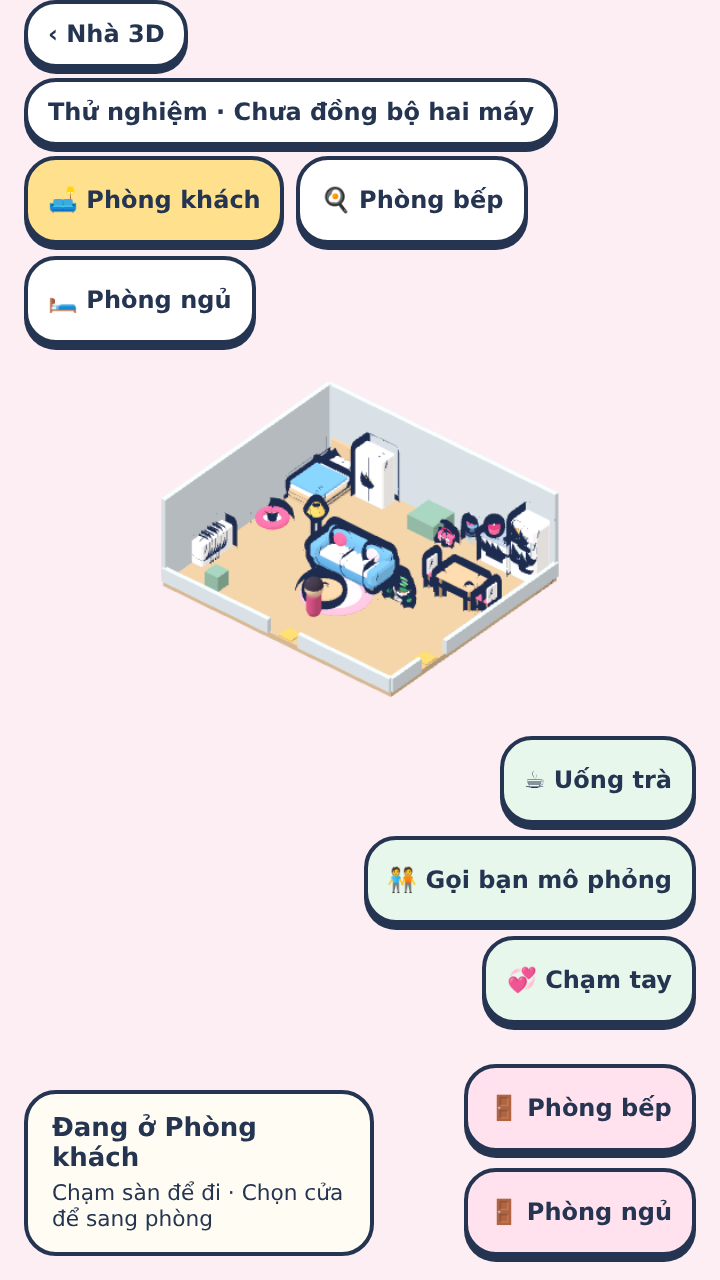 ‹ Nhà 3D
Thử nghiệm · Chưa đồng bộ hai máy
🛋️ Phòng khách
🍳 Phòng bếp
🛏️ Phòng ngủ
☕ Uống trà
🧑‍🤝‍🧑 Gọi bạn mô phỏng
💞 Chạm tay
🚪 Phòng bếp
Đang ở Phòng
khách
Chạm sàn để đi · Chọn cửa
để sang phòng
🚪 Phòng ngủ